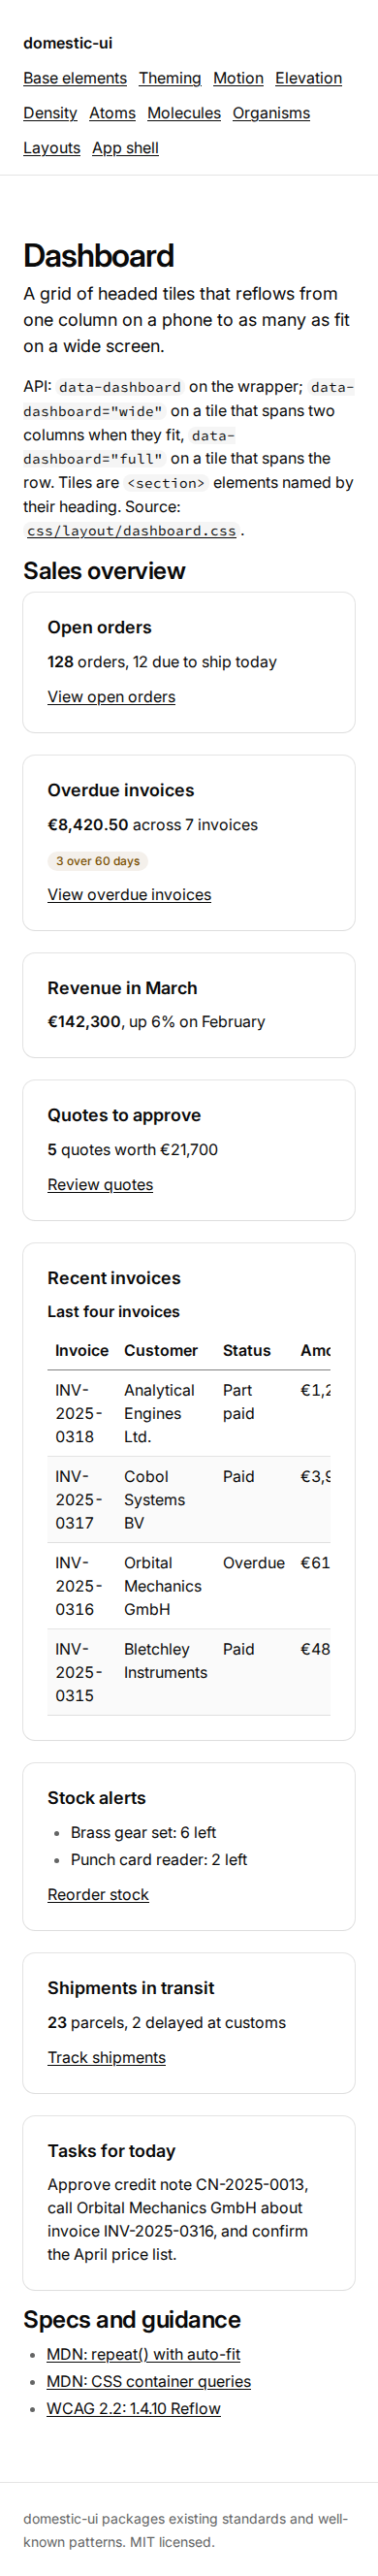 domestic-ui
Base elements Theming Motion Elevation
Density Atoms Molecules Organisms
Layouts App shell
Dashboard
A grid of headed tiles that reflows from
one column on a phone to as many as fit
on a wide screen.
API: data-dashboard on the wrapper; data-
dashboard="wide" on a tile that spans two
columns when they fit, data-
dashboard="full" on a tile that spans the
row. Tiles are <section> elements named by
their heading. Source:
css/layout/dashboard.css.
Sales overview
Open orders
128 orders, 12 due to ship today
View open orders
Overdue invoices
€8,420.50 across 7 invoices
3 over 60 days
View overdue invoices
Revenue in March
€142,300, up 6% on February
Quotes to approve
5 quotes worth €21,700
Review quotes
Recent invoices
Last four invoices
Invoice Customer Status Amo
INV- Analytical Part €1,2
2025- Engines paid
0318 Ltd.
INV- Cobol Paid €3,9
2025- Systems
0317 BV
INV- Orbital Overdue €61
2025- Mechanics
0316 GmbH
INV- Bletchley Paid €48
2025- Instruments
0315
Stock alerts
Brass gear set: 6 left
Punch card reader: 2 left
Reorder stock
Shipments in transit
23 parcels, 2 delayed at customs
Track shipments
Tasks for today
Approve credit note CN-2025-0013,
call Orbital Mechanics GmbH about
invoice INV-2025-0316, and confirm
the April price list.
Specs and guidance
MDN: repeat() with auto-fit
MDN: CSS container queries
WCAG 2.2: 1.4.10 Reflow
domestic-ui packages existing standards and well-
known patterns. MIT licensed.